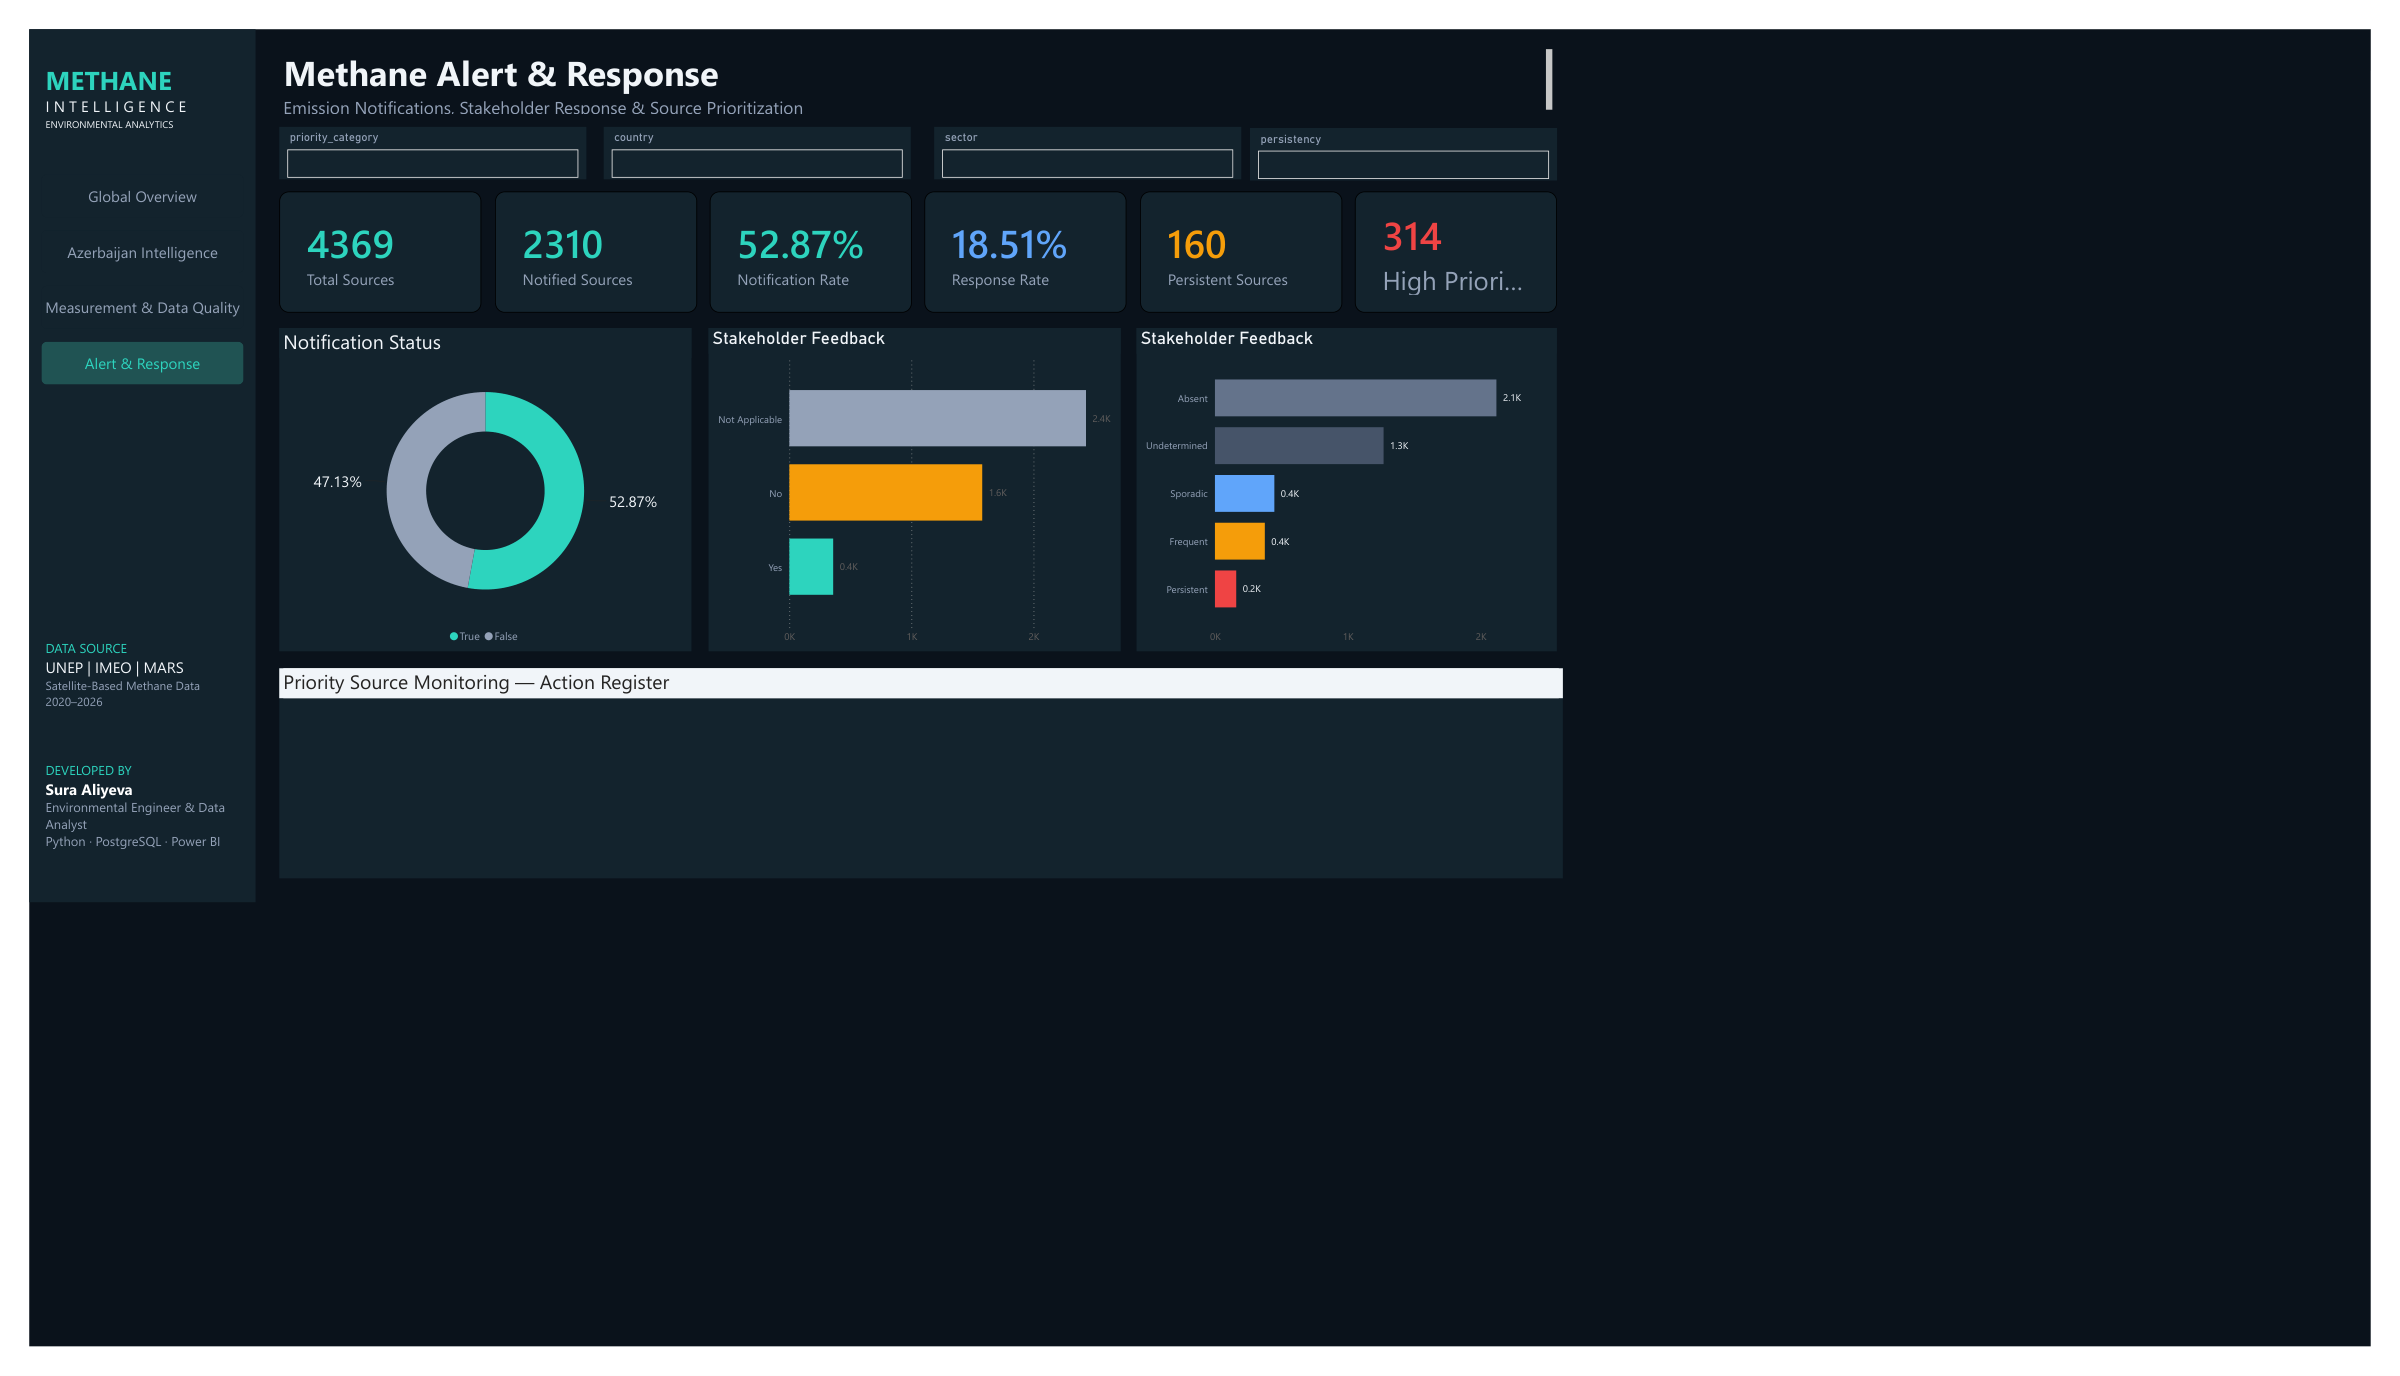 METHANE
INTELLIGENCE
ENVIRONMENTAL ANALYTICS
Global Overview
Azerbaijan Intelligence
Measurement & Data Quality
Alert & Response
DATA SOURCE
UNEP | IMEO | MARS
Satellite-Based Methane Data
2020–2026
DEVELOPED BY
Sura Aliyeva
Environmental Engineer & Data
Analyst
Python · PostgreSQL · Power BI
Methane Alert & Response
Emission Notifications, Stakeholder Response & Source Prioritization
priority_category
country
sector
persistency
4369
Total Sources
2310
Notified Sources
52.87%
Notification Rate
18.51%
Response Rate
160
Persistent Sources
314
High Priori...
Notification Status
47.13%
52.87%
True False
Stakeholder Feedback
Not Applicable 2.4K
No 1.6K
Yes 0.4K
0K 1K 2K
Stakeholder Feedback
Absent 2.1K
Undetermined 1.3K
Sporadic 0.4K
Frequent 0.4K
Persistent 0.2K
0K 1K 2K
Priority Source Monitoring — Action Register